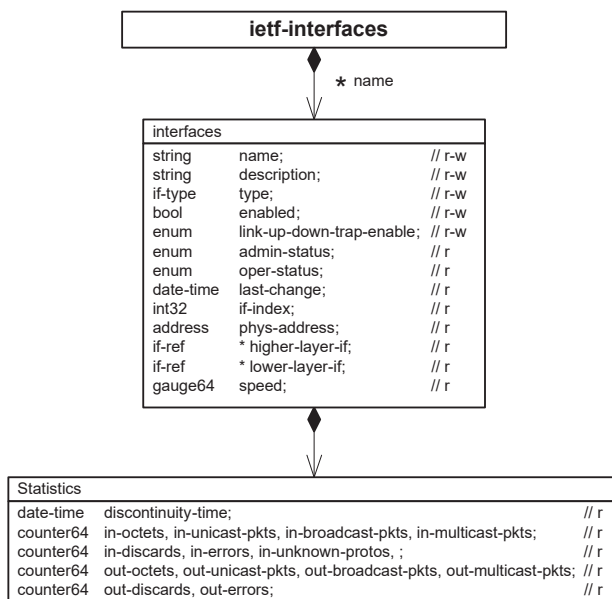 ietf-interfaces
* name
interfaces
string name; // r-w
string description; // r-w
if-type type; // r-w
bool enabled; // r-w
enum link-up-down-trap-enable; // r-w
enum admin-status; // r
enum oper-status; // r
date-time last-change; // r
int32 if-index; // r
address phys-address; // r
if-ref * higher-layer-if; // r
if-ref * lower-layer-if; // r
gauge64 speed; // r
Statistics
date-time discontinuity-time; // r
counter64 in-octets, in-unicast-pkts, in-broadcast-pkts, in-multicast-pkts; // r
counter64 in-discards, in-errors, in-unknown-protos, ; // r
counter64 out-octets, out-unicast-pkts, out-broadcast-pkts, out-multicast-pkts; // r
counter64 out-discards, out-errors; // r